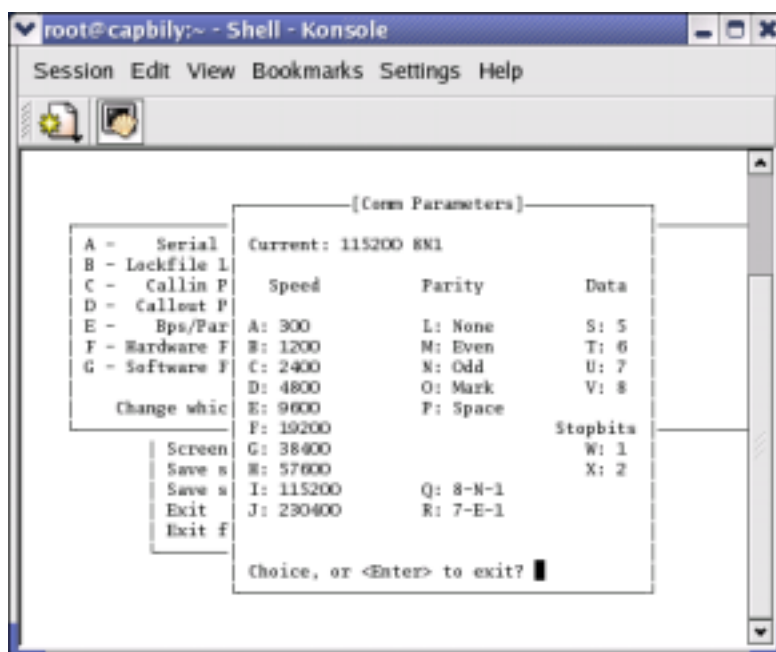 root@capbily:~ - Shell - Konsole
Session Edit View Bookmarks Settings Help
[Comm Parameters]
A - Serial
B - Lockfile L
C - Callin P
D - Callout P
E - Bps/Par
F - Hardware F
G - Software F
Change whic
Screen
Save s
Save s
Exit
Exit f
Current: 115200 8N1
Speed Parity Data
A: 300 L: None S: 5
B: 1200 M: Even T: 6
C: 2400 N: Odd U: 7
D: 4800 O: Mark V: 8
E: 9600 P: Space
F: 19200 Stopbits
G: 38400 W: 1
H: 57600 X: 2
I: 115200 Q: 8-N-1
J: 230400 R: 7-E-1
Choice, or <Enter> to exit?